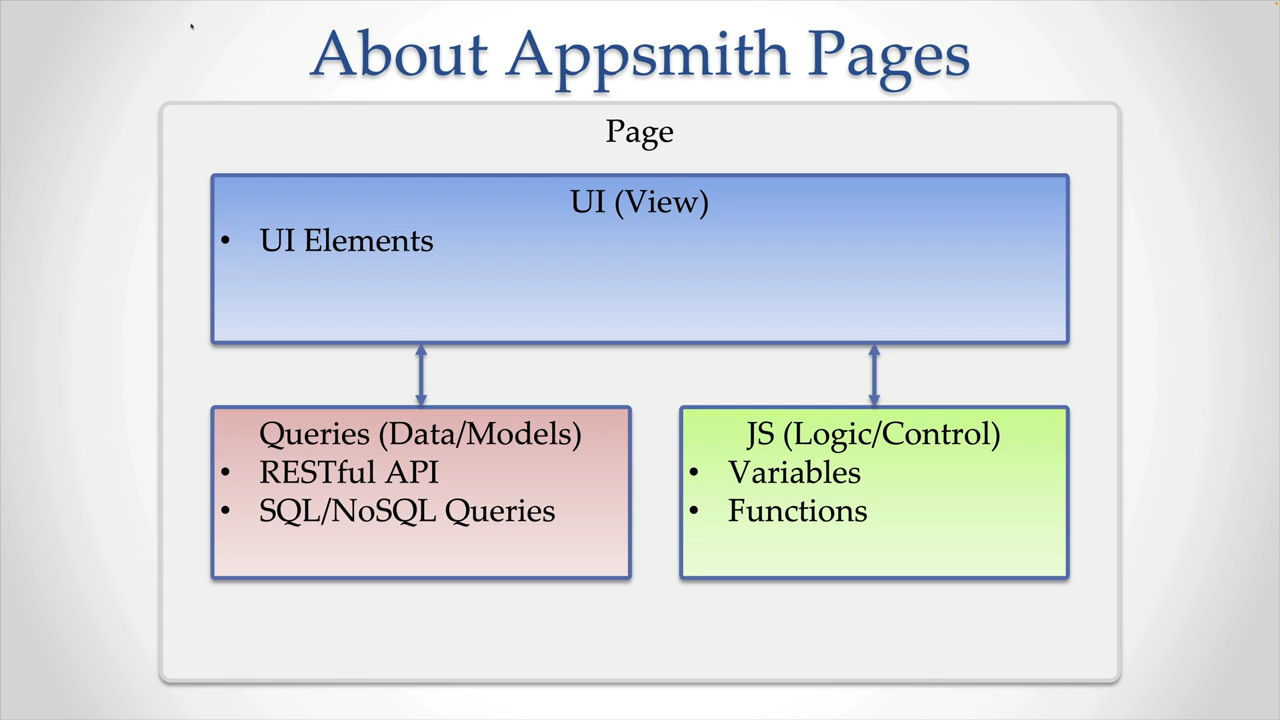 About Appsmith Pages
Page
UI (View)
• UI Elements
Queries (Data/Models)
• RESTful API
• SQL/NoSQL Queries
JS (Logic/Control)
• Variables
• Functions